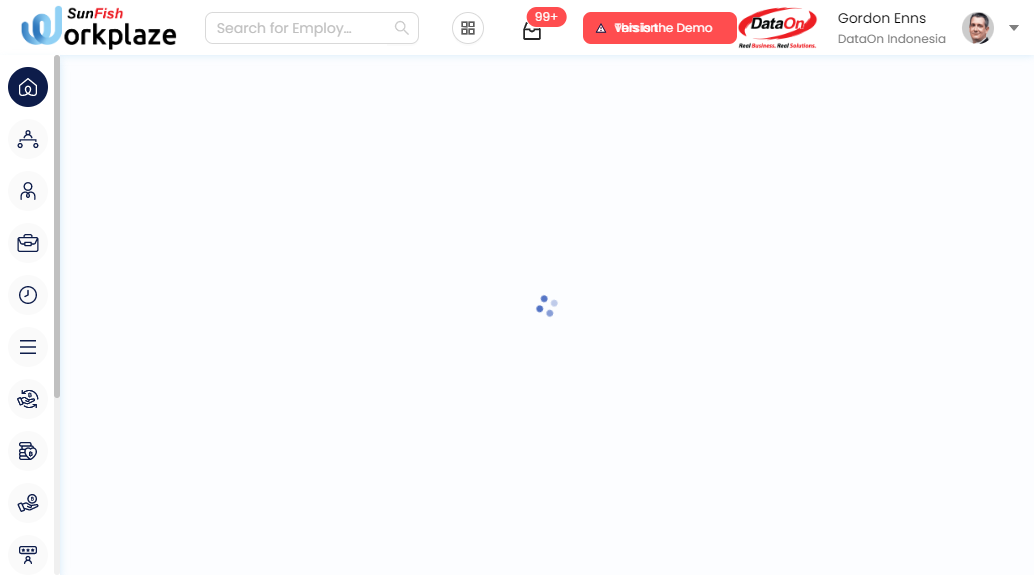 SunFish
Workplaze
Search for Employ...
99+
This is the Demo
DataOn
Real Business. Real Solutions.
Gordon Enns
DataOn Indonesia